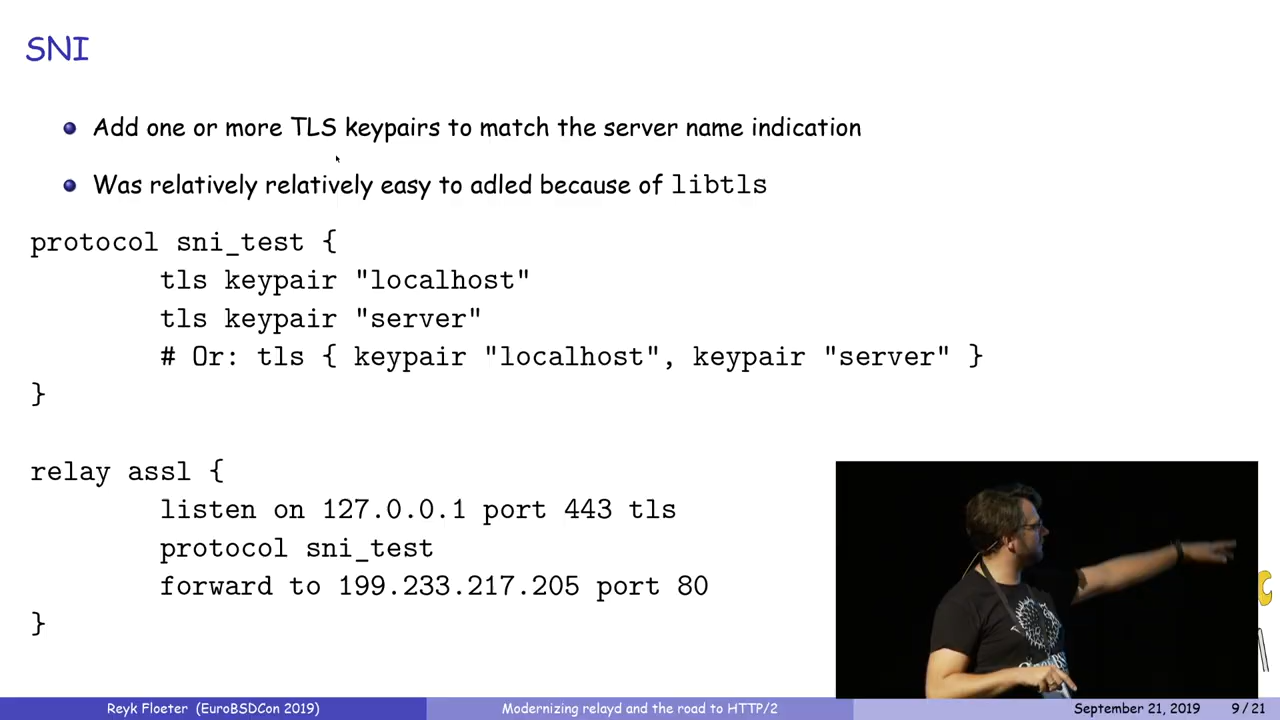 SNI
Add one or more TLS keypairs to match the server name indication
Was relatively relatively easy to adled because of libtls
protocol sni_test {
tls keypair "localhost"
tls keypair "server"
# Or: tls { keypair "localhost", keypair "server" }
}
relay assl {
listen on 127.0.0.1 port 443 tls
protocol sni_test
forward to 199.233.217.205 port 80
}
Reyk Floeter (EuroBSDCon 2019)
Modernizing relayd and the road to HTTP/2
September 21, 2019
9 / 21